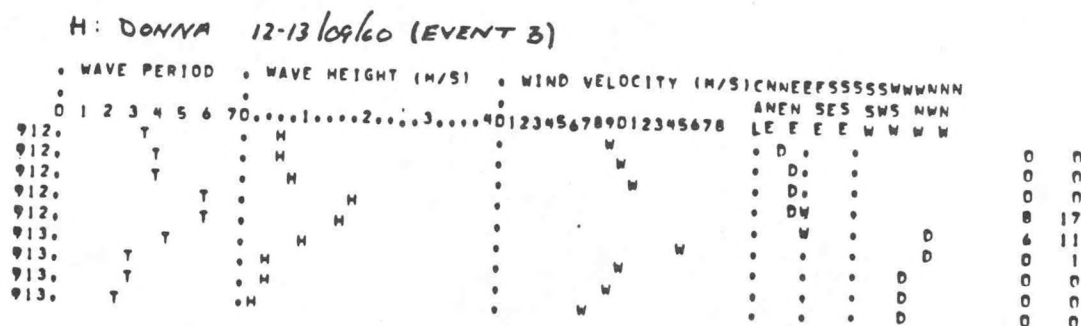 H: DONNA 12-13/09/60 (EVENT 3)
. WAVE PERIOD . WAVE HEIGHT (M/S) . WIND VELOCITY (M/S)CNNEEESSSSSWWWNNN
. . . ANEN SES SWS NWN
0 1 2 3 4 5 6 70....1....2....3....40123456789012345678 LE E E E W W W W
912. T . H . W . D . . 0 0
912. T . H . W . D. . 0 0
912. T . H . W . D. . 0 0
912. T . H . . DW . 0 0
912. T . H . . W . 8 17
913. T . H . W . . . D 6 11
913. T . H . W . . . D 0 1
913. T . H . W . . . D 0 0
913. T .H . W . . . D 0 0
. . . D 0 0